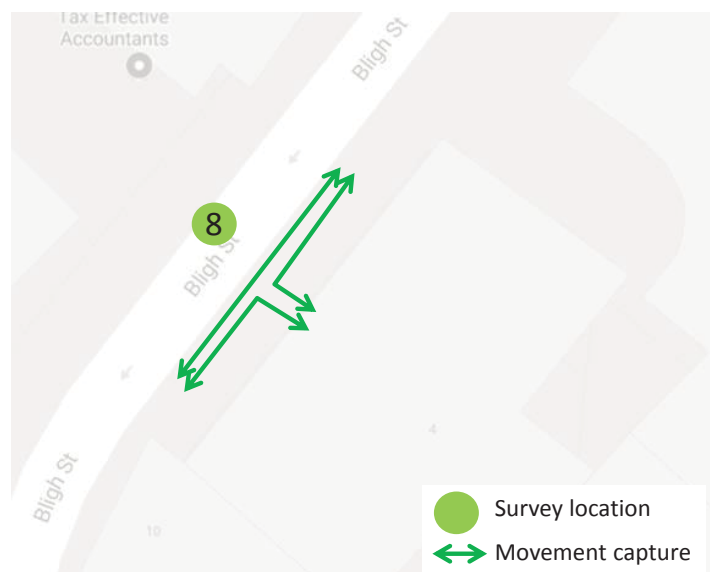 Tax Effective
Accountants
Bligh St
8
Bligh St
4
Bligh St
10
Survey location
Movement capture